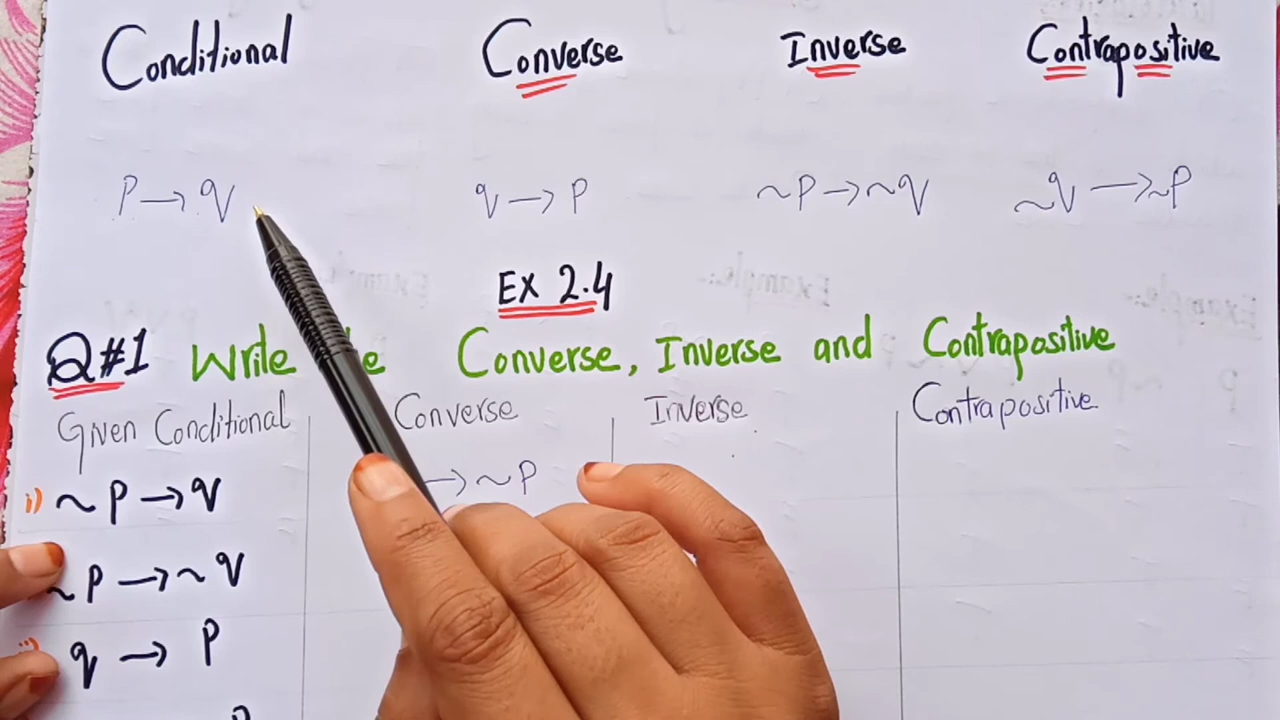 Conditional Converse Inverse Contrapositive
P → q q → P ~P → ~q ~q → ~P
Ex 2.4
Q#1 Write Converse, Inverse and Contrapositive
Given Conditional Converse Inverse Contrapositive
i) ~P → q → ~P
~P → ~q
q → P